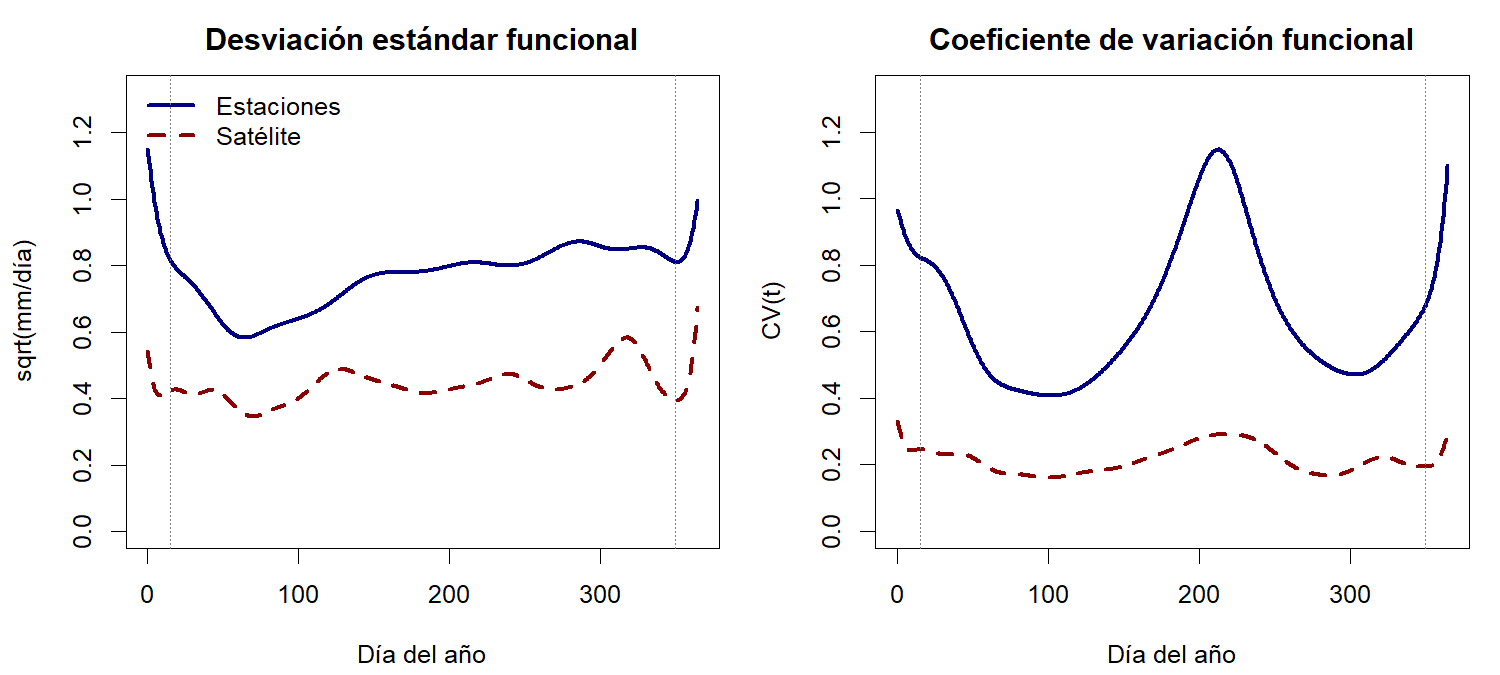 Desviación estándar funcional
Estaciones
Satélite
sqrt(mm/día)
1.2
1.0
0.8
0.6
0.4
0.2
0.0
0 100 200 300
Día del año
Coeficiente de variación funcional
CV(t)
1.2
1.0
0.8
0.6
0.4
0.2
0.0
0 100 200 300
Día del año